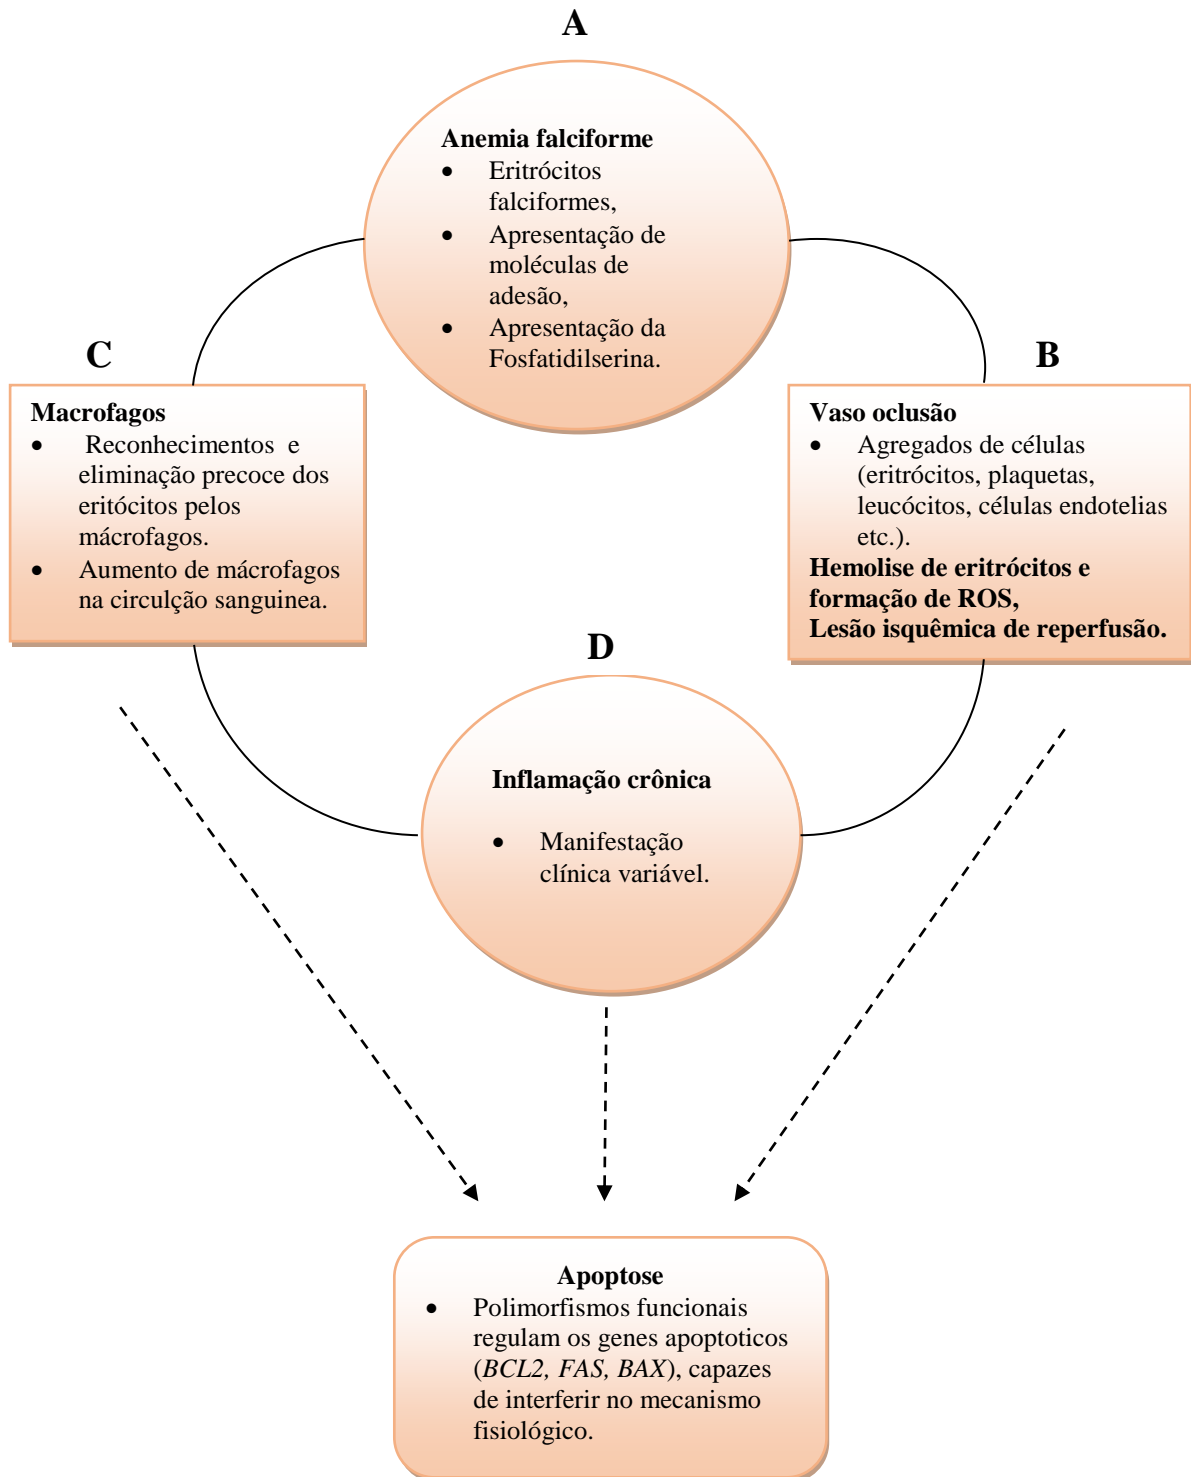 A
Anemia falciforme
• Eritrócitos
falciformes,
• Apresentação de
moléculas de
adesão,
• Apresentação da
Fosfatidilserina.
C
Macrofagos
• Reconhecimentos e
eliminação precoce dos
eritócitos pelos
mácrofagos.
• Aumento de mácrofagos
na circulção sanguinea.
B
Vaso oclusão
• Agregados de células
(eritrócitos, plaquetas,
leucócitos, células endotelias
etc.).
Hemolise de eritrócitos e
formação de ROS,
Lesão isquêmica de reperfusão.
D
Inflamação crônica
• Manifestação
clínica variável.
Apoptose
• Polimorfismos funcionais
regulam os genes apoptoticos
(BCL2, FAS, BAX), capazes
de interferir no mecanismo
fisiológico.